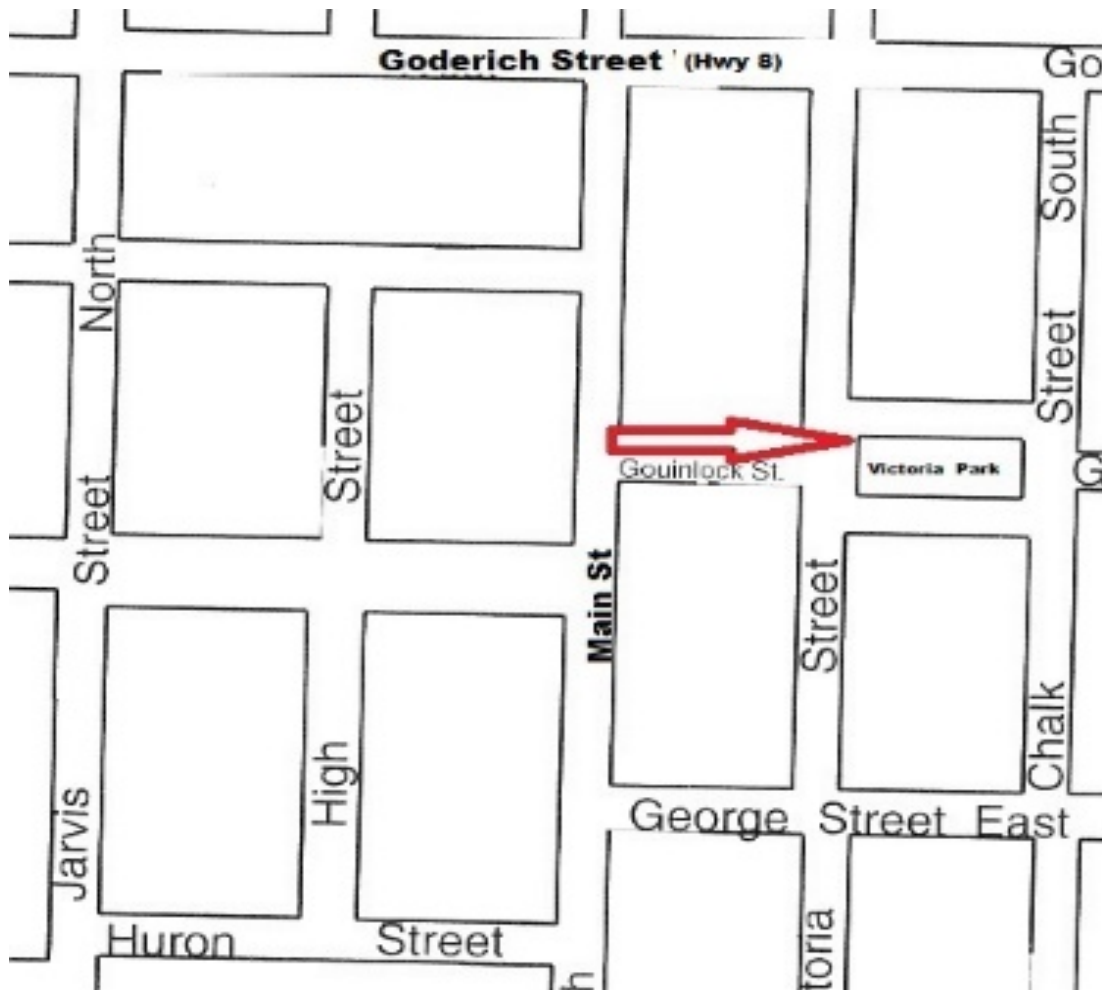 Goderich Street (Hwy 8)
Go
South
Street
North
Street
Street
Gouinlock St.
Victoria Park
G
Main St
Street
Chalk
High
Jarvis
George Street East
Huron Street
toria
h